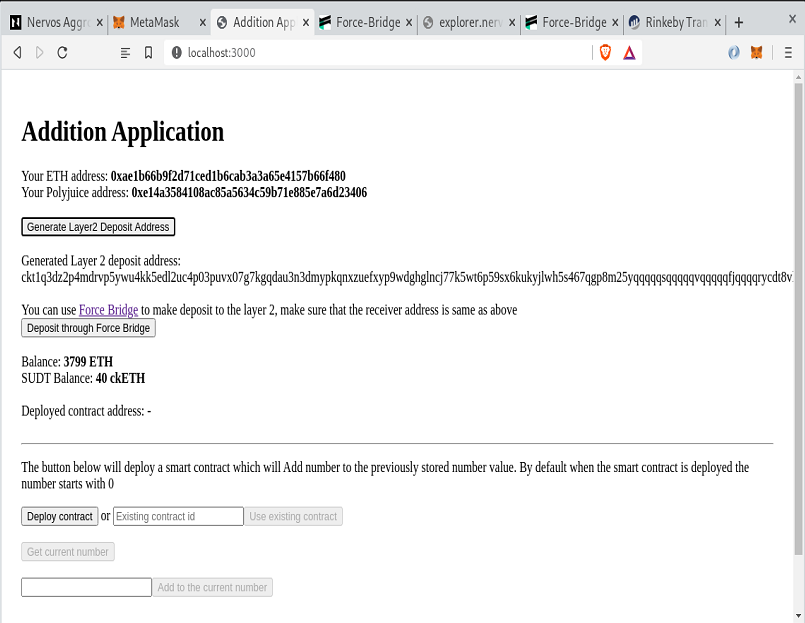 Nervos Aggr
MetaMask
Addition App
Force-Bridge
explorer.nerv
Force-Bridge
Rinkeby Tran
localhost:3000
Addition Application
Your ETH address: 0xae1b66b9f2d71ced1b6cab3a3a65e4157b66f480
Your Polyjuice address: 0xe14a3584108ac85a5634c59b71e885e7a6d23406
Generate Layer2 Deposit Address
Generated Layer 2 deposit address:
ckt1q3dz2p4mdrvp5ywu4kk5edl2uc4p03puvx07g7kgqdau3n3dmypkqnxzuefxyp9wdghglncj77k5wt6p59sx6kukyjlwh5s467qgp8m25yqqqqqsqqqqqvqqqqqfjqqqqrycdt8v
You can use Force Bridge to make deposit to the layer 2, make sure that the receiver address is same as above
Deposit through Force Bridge
Balance: 3799 ETH
SUDT Balance: 40 ckETH
Deployed contract address: -
The button below will deploy a smart contract which will Add number to the previously stored number value. By default when the smart contract is deployed the
number starts with 0
Deploy contract or Existing contract id Use existing contract
Get current number
Add to the current number